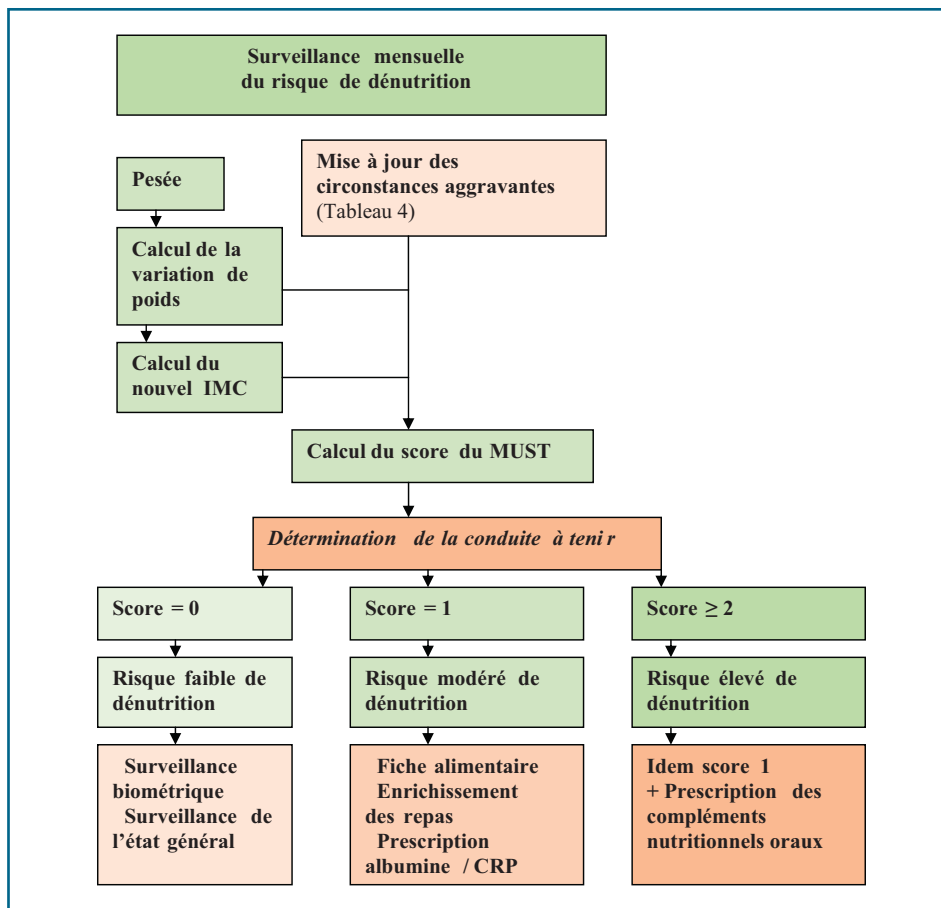 Surveillance mensuelle
du risque de dénutrition
Mise à jour des
circonstances aggravantes
(Tableau 4)
Pesée
Calcul de la
variation de
poids
Calcul du
nouvel IMC
Calcul du score du MUST
Détermination de la conduite à teni r
Score = 0
Score = 1
Score ≥ 2
Risque faible de
dénutrition
Risque modéré de
dénutrition
Risque élevé de
dénutrition
Surveillance
biométrique
Surveillance de
l’état général
Fiche alimentaire
Enrichissement
des repas
Prescription
albumine / CRP
Idem score 1
+ Prescription des
compléments
nutritionnels oraux